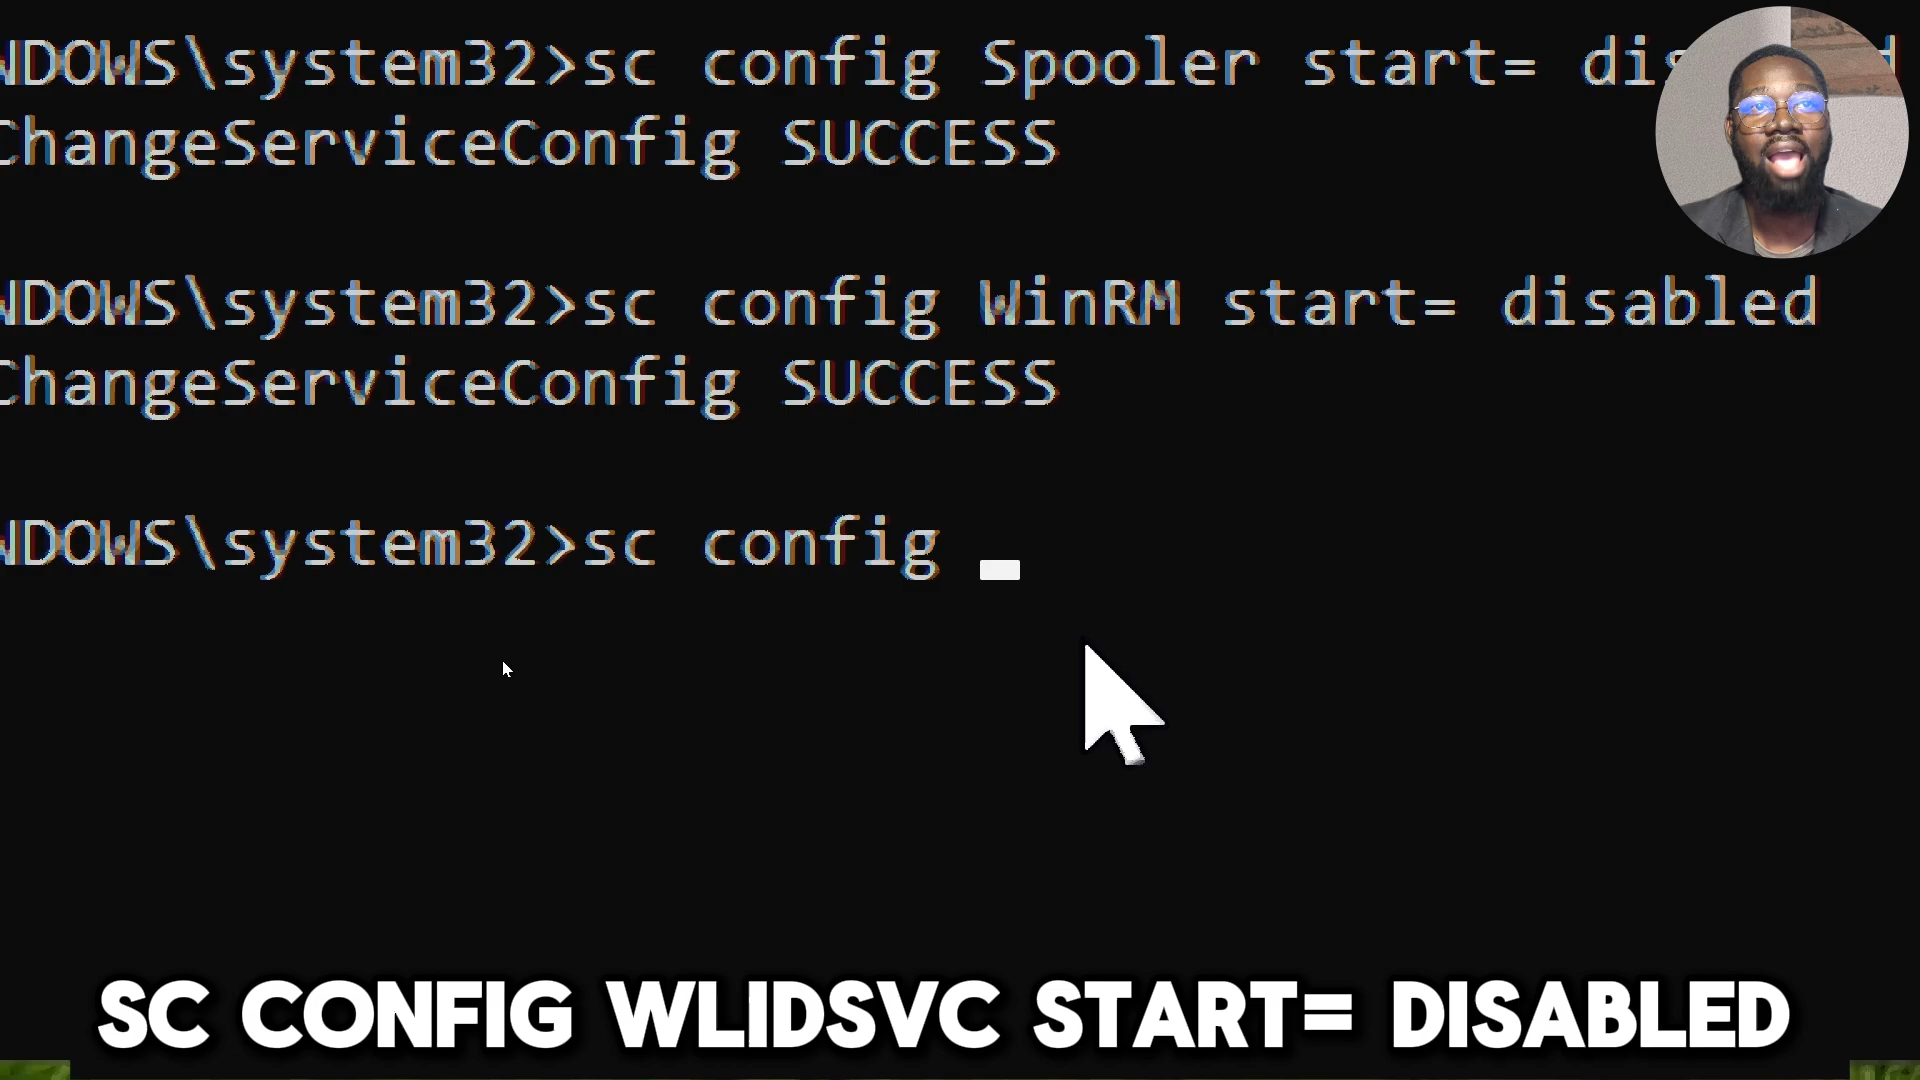 NDOWS\system32>sc config Spooler start= dis
ChangeServiceConfig SUCCESS
NDOWS\system32>sc config WinRM start= disabled
ChangeServiceConfig SUCCESS
NDOWS\system32>sc config
SC CONFIG WLIDSVC START= DISABLED